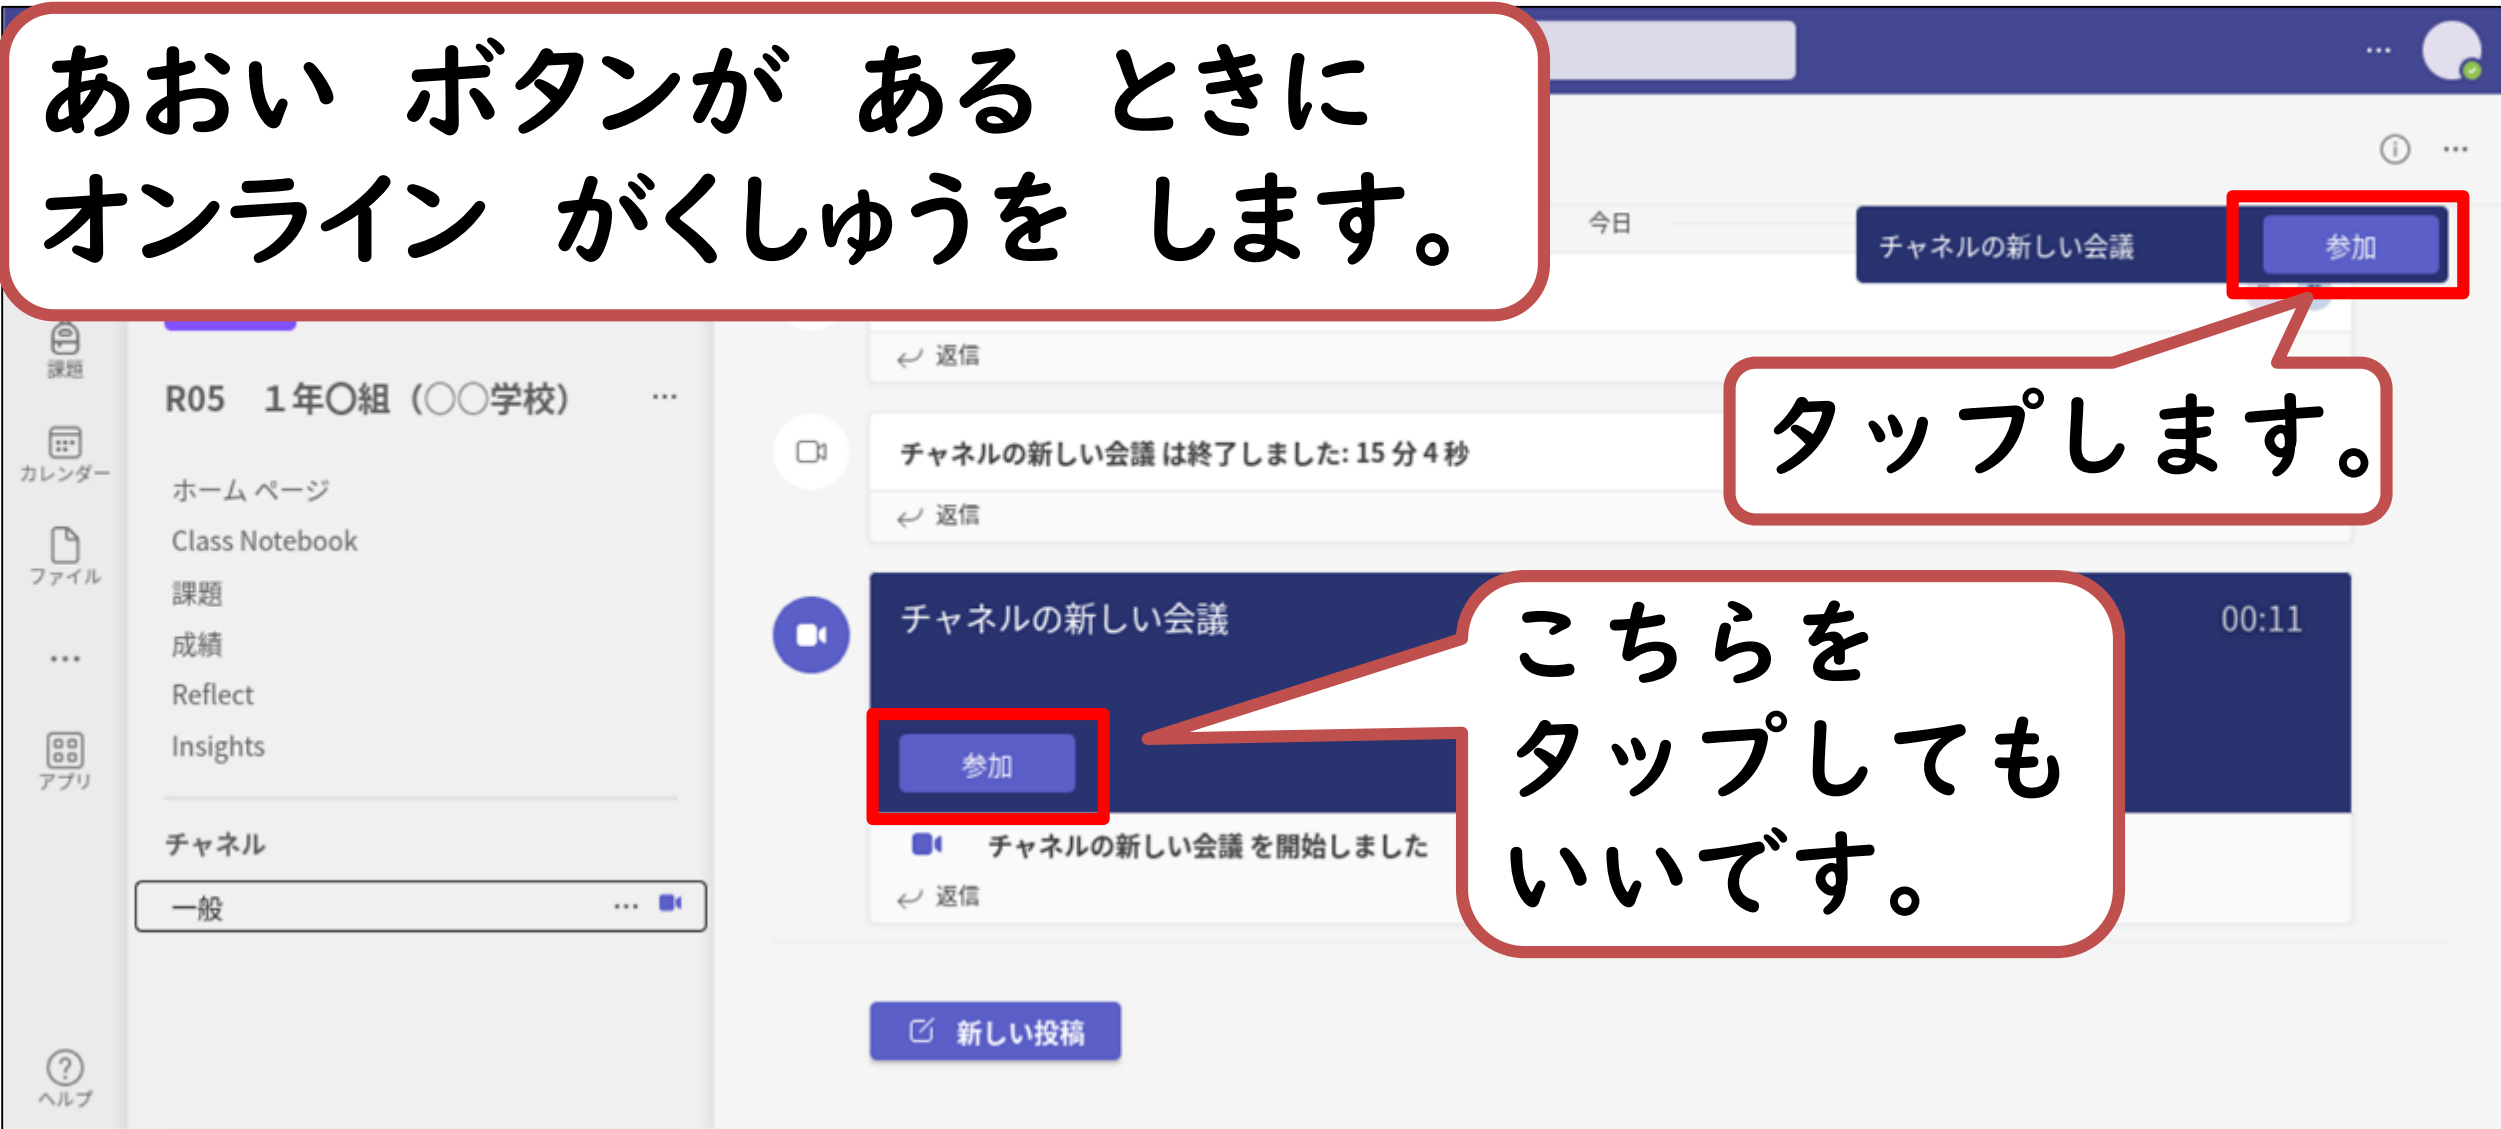 あおい ボタンが ある ときに
オンライン がくしゅうを します。
今日
チャネルの新しい会議
参加
タップします。
課題
カレンダー
ファイル
アプリ
ヘルプ
R05　１年〇組（○○学校）
ホーム ページ
Class Notebook
課題
成績
Reflect
Insights
チャネル
一般
返信
チャネルの新しい会議 は終了しました: 15 分 4 秒
返信
チャネルの新しい会議
00:11
参加
こちらを
タップしても
いいです。
チャネルの新しい会議 を開始しました
返信
新しい投稿